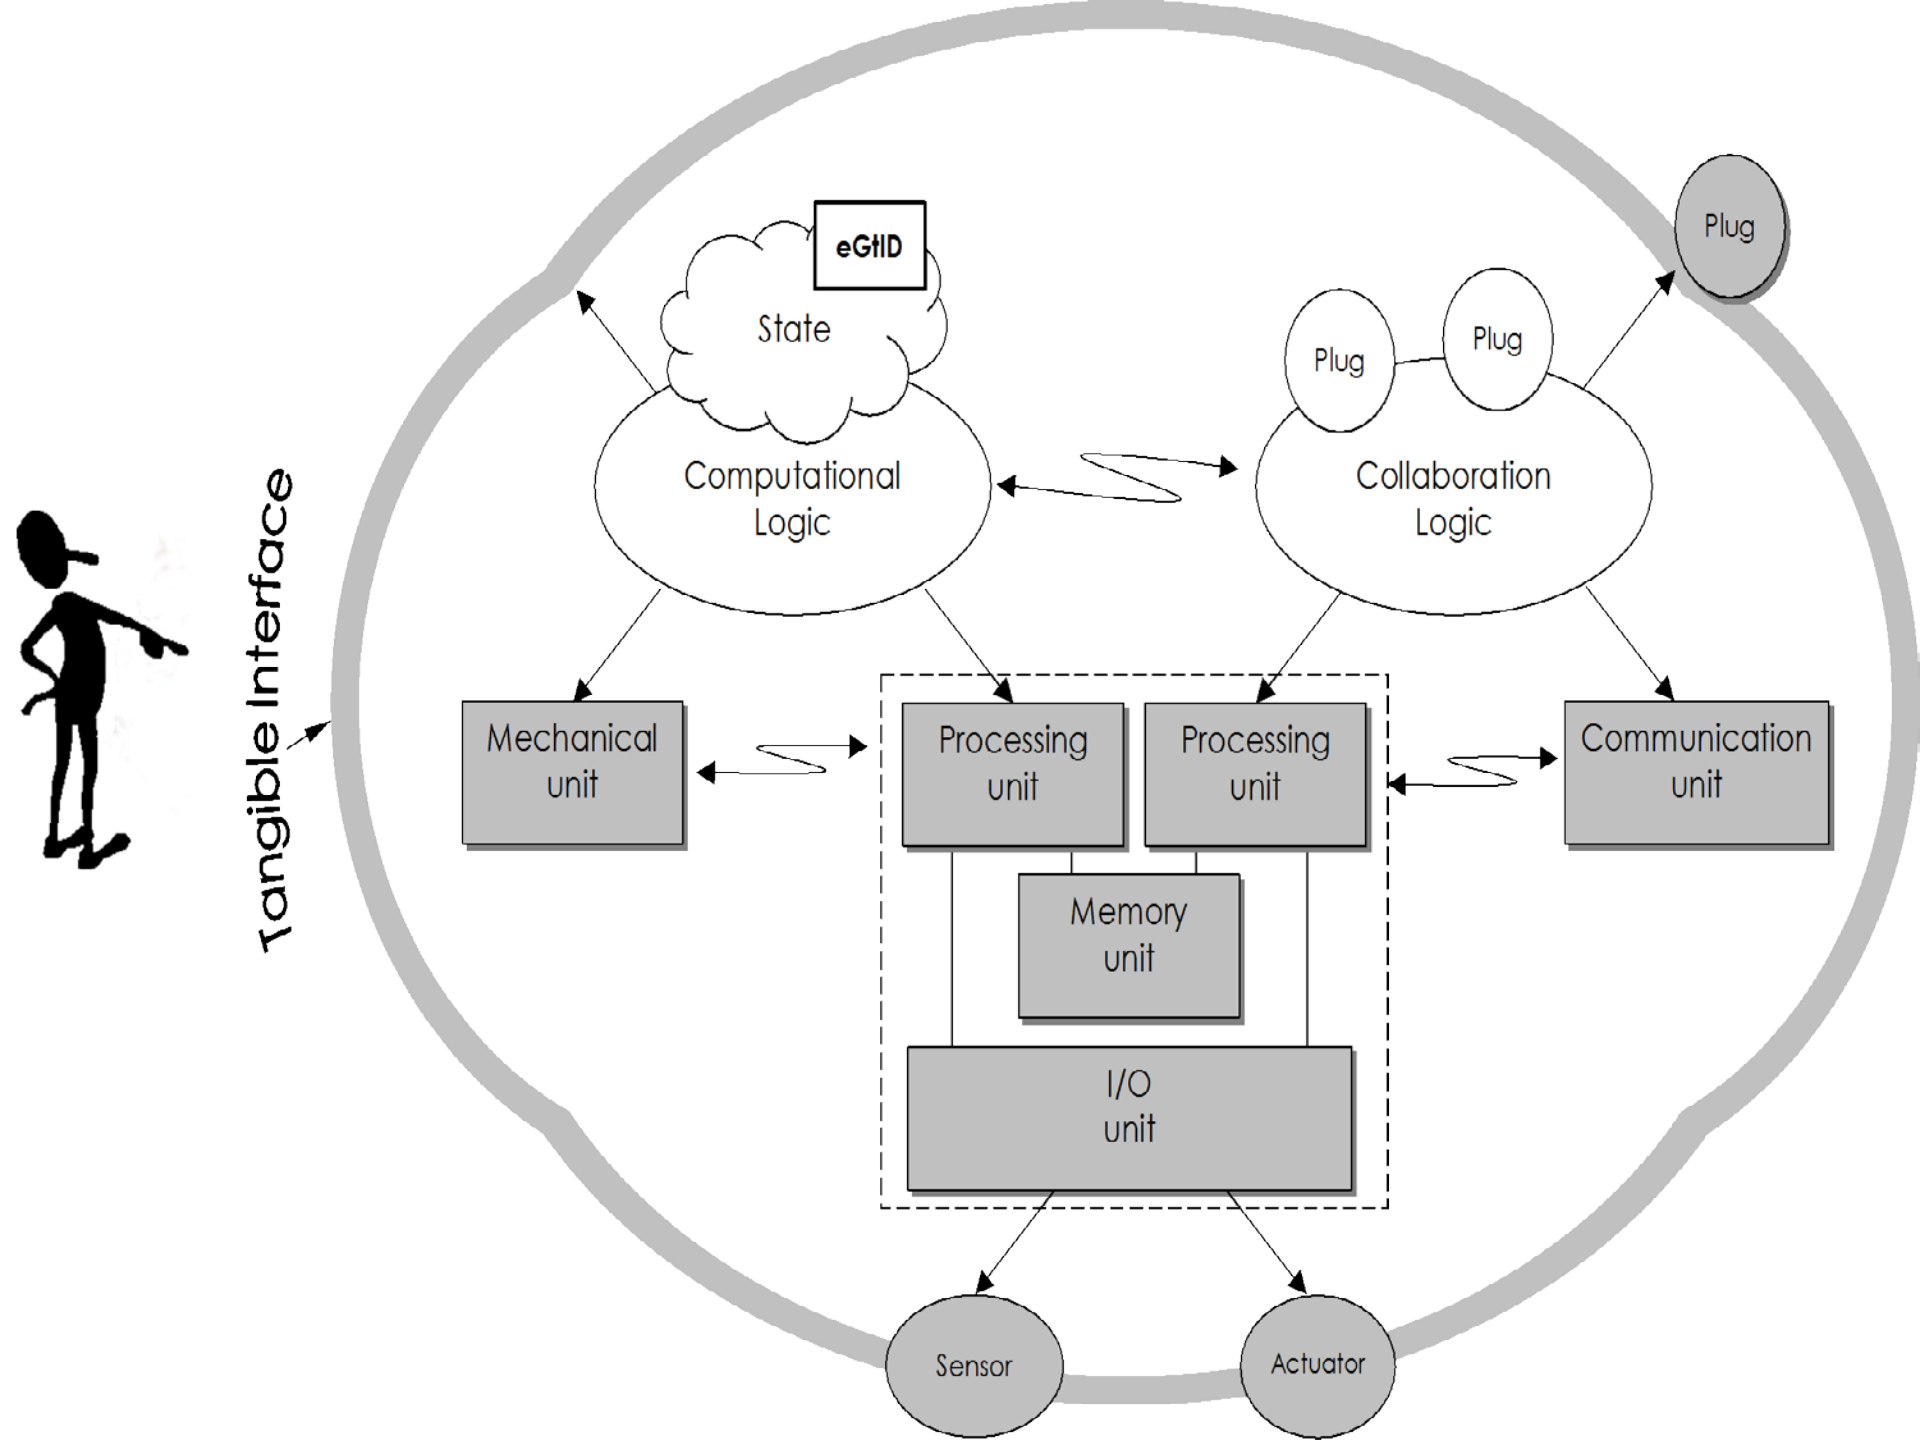 eGtID
State
Plug
Plug
Plug
Computational
Logic
Collaboration
Logic
Tangible Interface
Mechanical
unit
Processing
unit
Processing
unit
Communication
unit
Memory
unit
I/O
unit
Sensor
Actuator